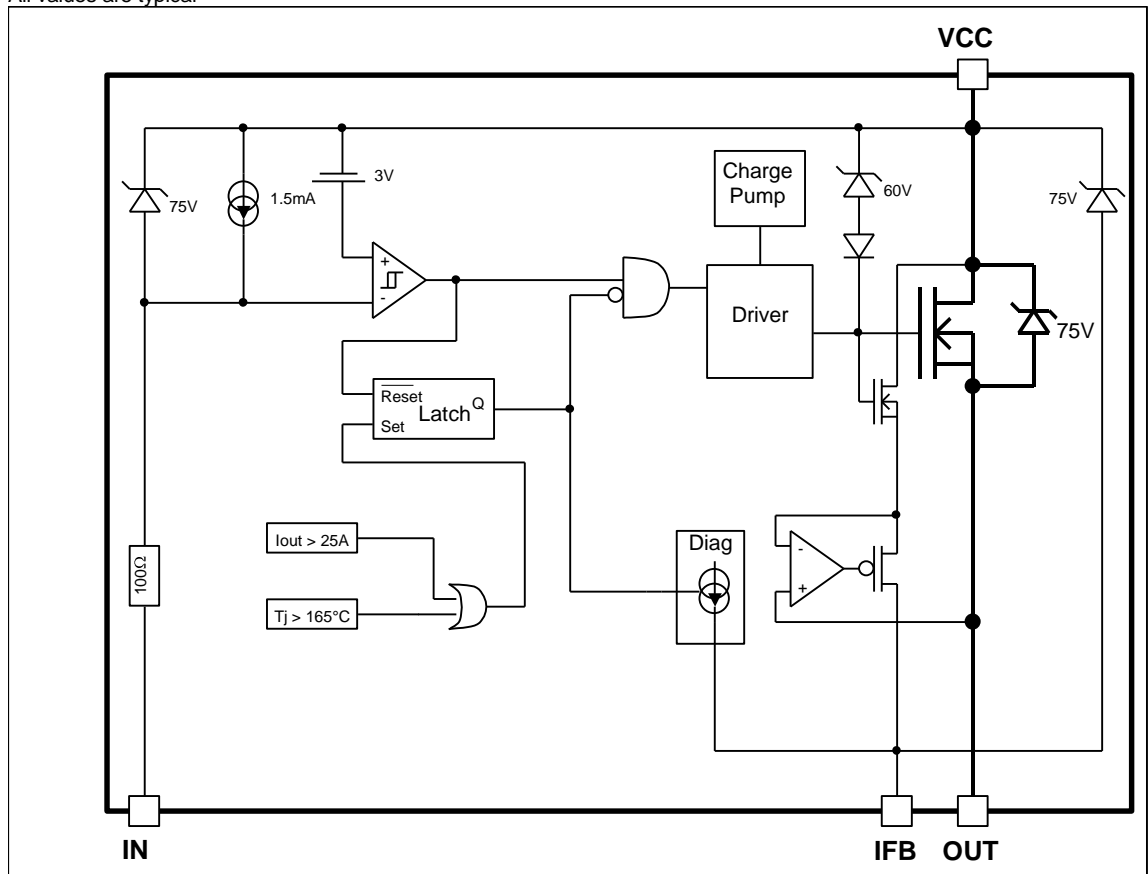 All values are typical
VCC
75V
1.5mA
3V
Charge
Pump
60V
75V
+
-
Driver
75V
Reset
Latch
Q
Set
Iout > 25A
Tj > 165°C
100Ω
Diag
-
+
IN
IFB
OUT